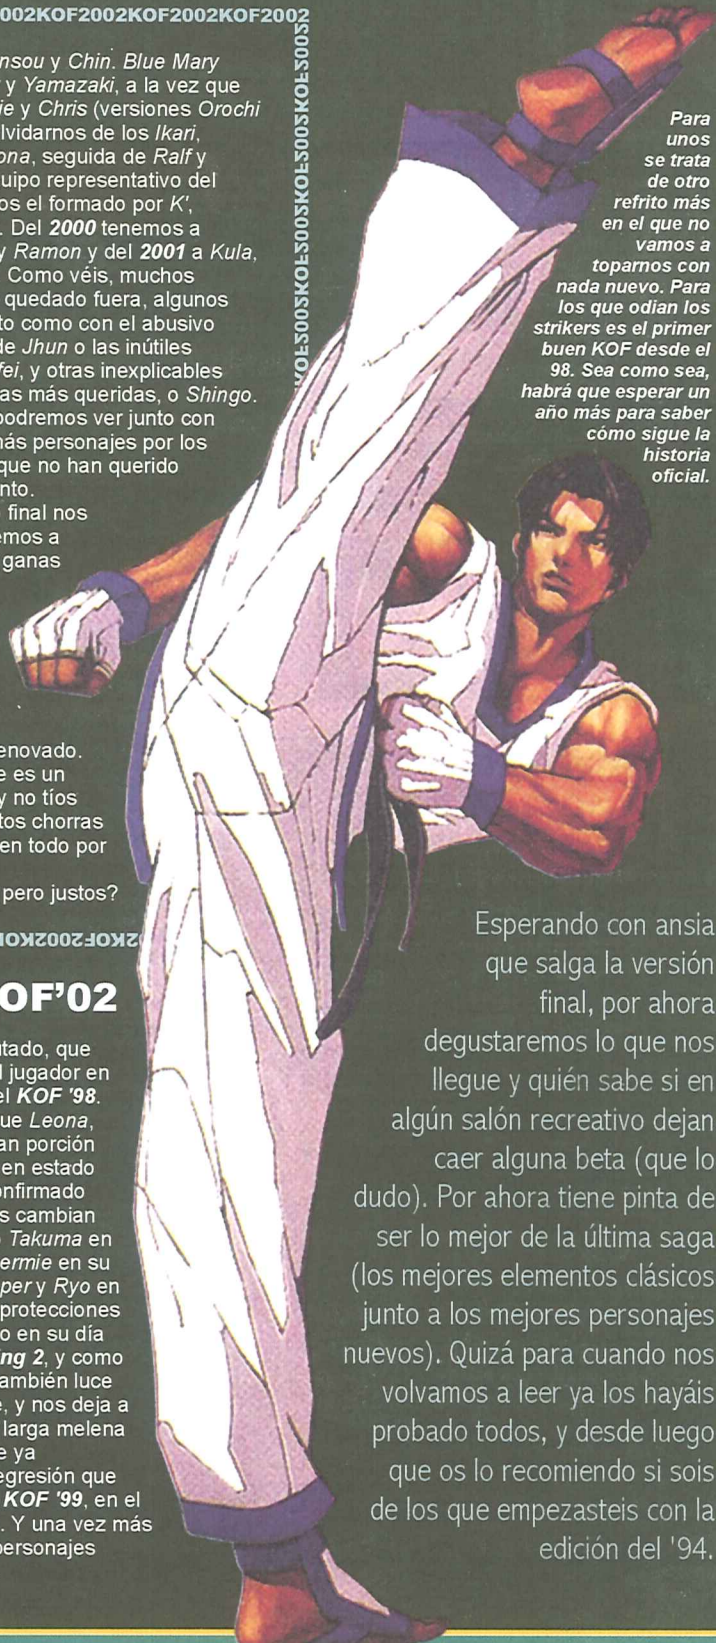 002KOF2002KOF2002KOF2002KOF2002
KOF2002KOF2002KOF2002KOF2002
nsou y Chin. Blue Mary
y Yamazaki, a la vez que
ie y Chris (versiones Orochi
lvidarnos de los Ikari,
ona, seguida de Ralf y
uipo representativo del
os el formado por K',
. Del 2000 tenemos a
y Ramon y del 2001 a Kula,
. Como véis, muchos
quedado fuera, algunos
to como con el abusivo
de Jhun o las inútiles
fei, y otras inexplicables
as más queridas, o Shingo.
podremos ver junto con
nás personajes por los
que no han querido
nto.
final nos
emos a
ganas
enovado.
e es un
y no tíos
tos chorras
en todo por
pero justos?
2KOF2002KO
OF'02
tado, que
l jugador en
el KOF '98.
ue Leona,
an porción
en estado
onfirmado
s cambian
Takuma en
ermie en su
per y Ryo en
protecciones
o en su día
ing 2, y como
ambién luce
e, y nos deja a
larga melena
e ya
egresión que
KOF '99, en el
. Y una vez más
personajes
Para
unos
se trata
de otro
refrito más
en el que no
vamos a
toparnos con
nada nuevo. Para
los que odian los
strikers es el primer
buen KOF desde el
98. Sea como sea,
habrá que esperar un
año más para saber
cómo sigue la
historia
oficial.
Esperando con ansia
que salga la versión
final, por ahora
degustaremos lo que nos
llegue y quién sabe si en
algún salón recreativo dejan
caer alguna beta (que lo
dudo). Por ahora tiene pinta de
ser lo mejor de la última saga
(los mejores elementos clásicos
junto a los mejores personajes
nuevos). Quizá para cuando nos
volvamos a leer ya los hayáis
probado todos, y desde luego
que os lo recomiendo si sois
de los que empezasteis con la
edición del '94.